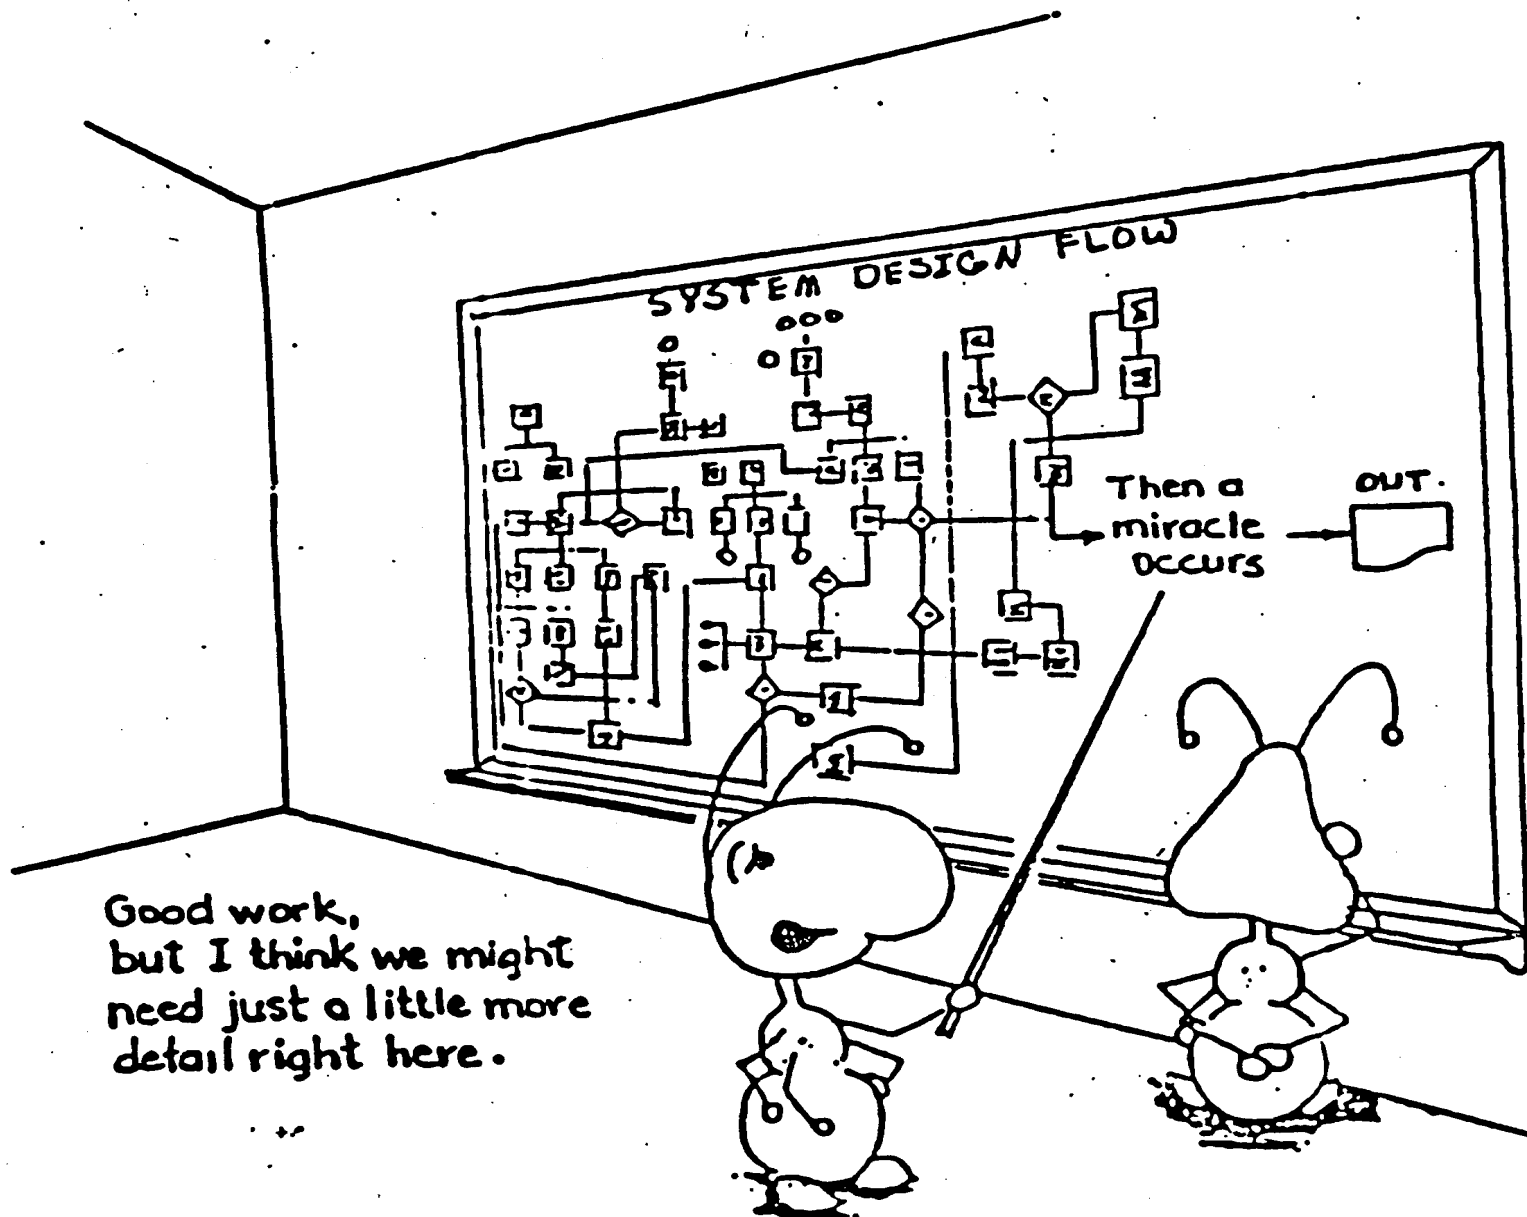 SYSTEM DESIGN FLOW
Then a
miracle
occurs
OUT.
Good work,
but I think we might
need just a little more
detail right here.